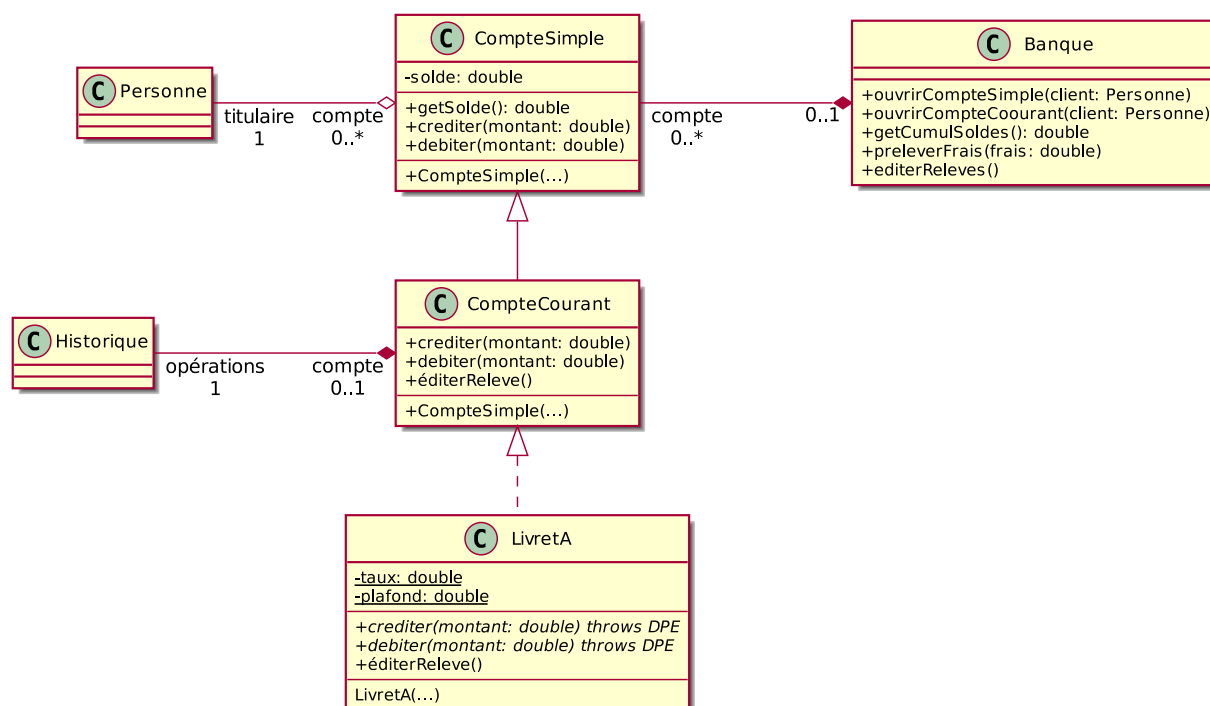 C CompteSimple
-solde: double
+getSolde(): double
+crediter(montant: double)
+debiter(montant: double)
+CompteSimple(...)
C Personne
titulaire
1
compte
0..*
compte
0..*
0..1
C Banque
+ouvrirCompteSimple(client: Personne)
+ouvrirCompteCoourant(client: Personne)
+getCumulSoldes(): double
+preleverFrais(frais: double)
+editerReleves()
C CompteCourant
+crediter(montant: double)
+debiter(montant: double)
+éditerReleve()
+CompteSimple(...)
C Historique
opérations
1
compte
0..1
C LivretA
-taux: double
-plafond: double
+crediter(montant: double) throws DPE
+debiter(montant: double) throws DPE
+éditerReleve()
LivretA(...)